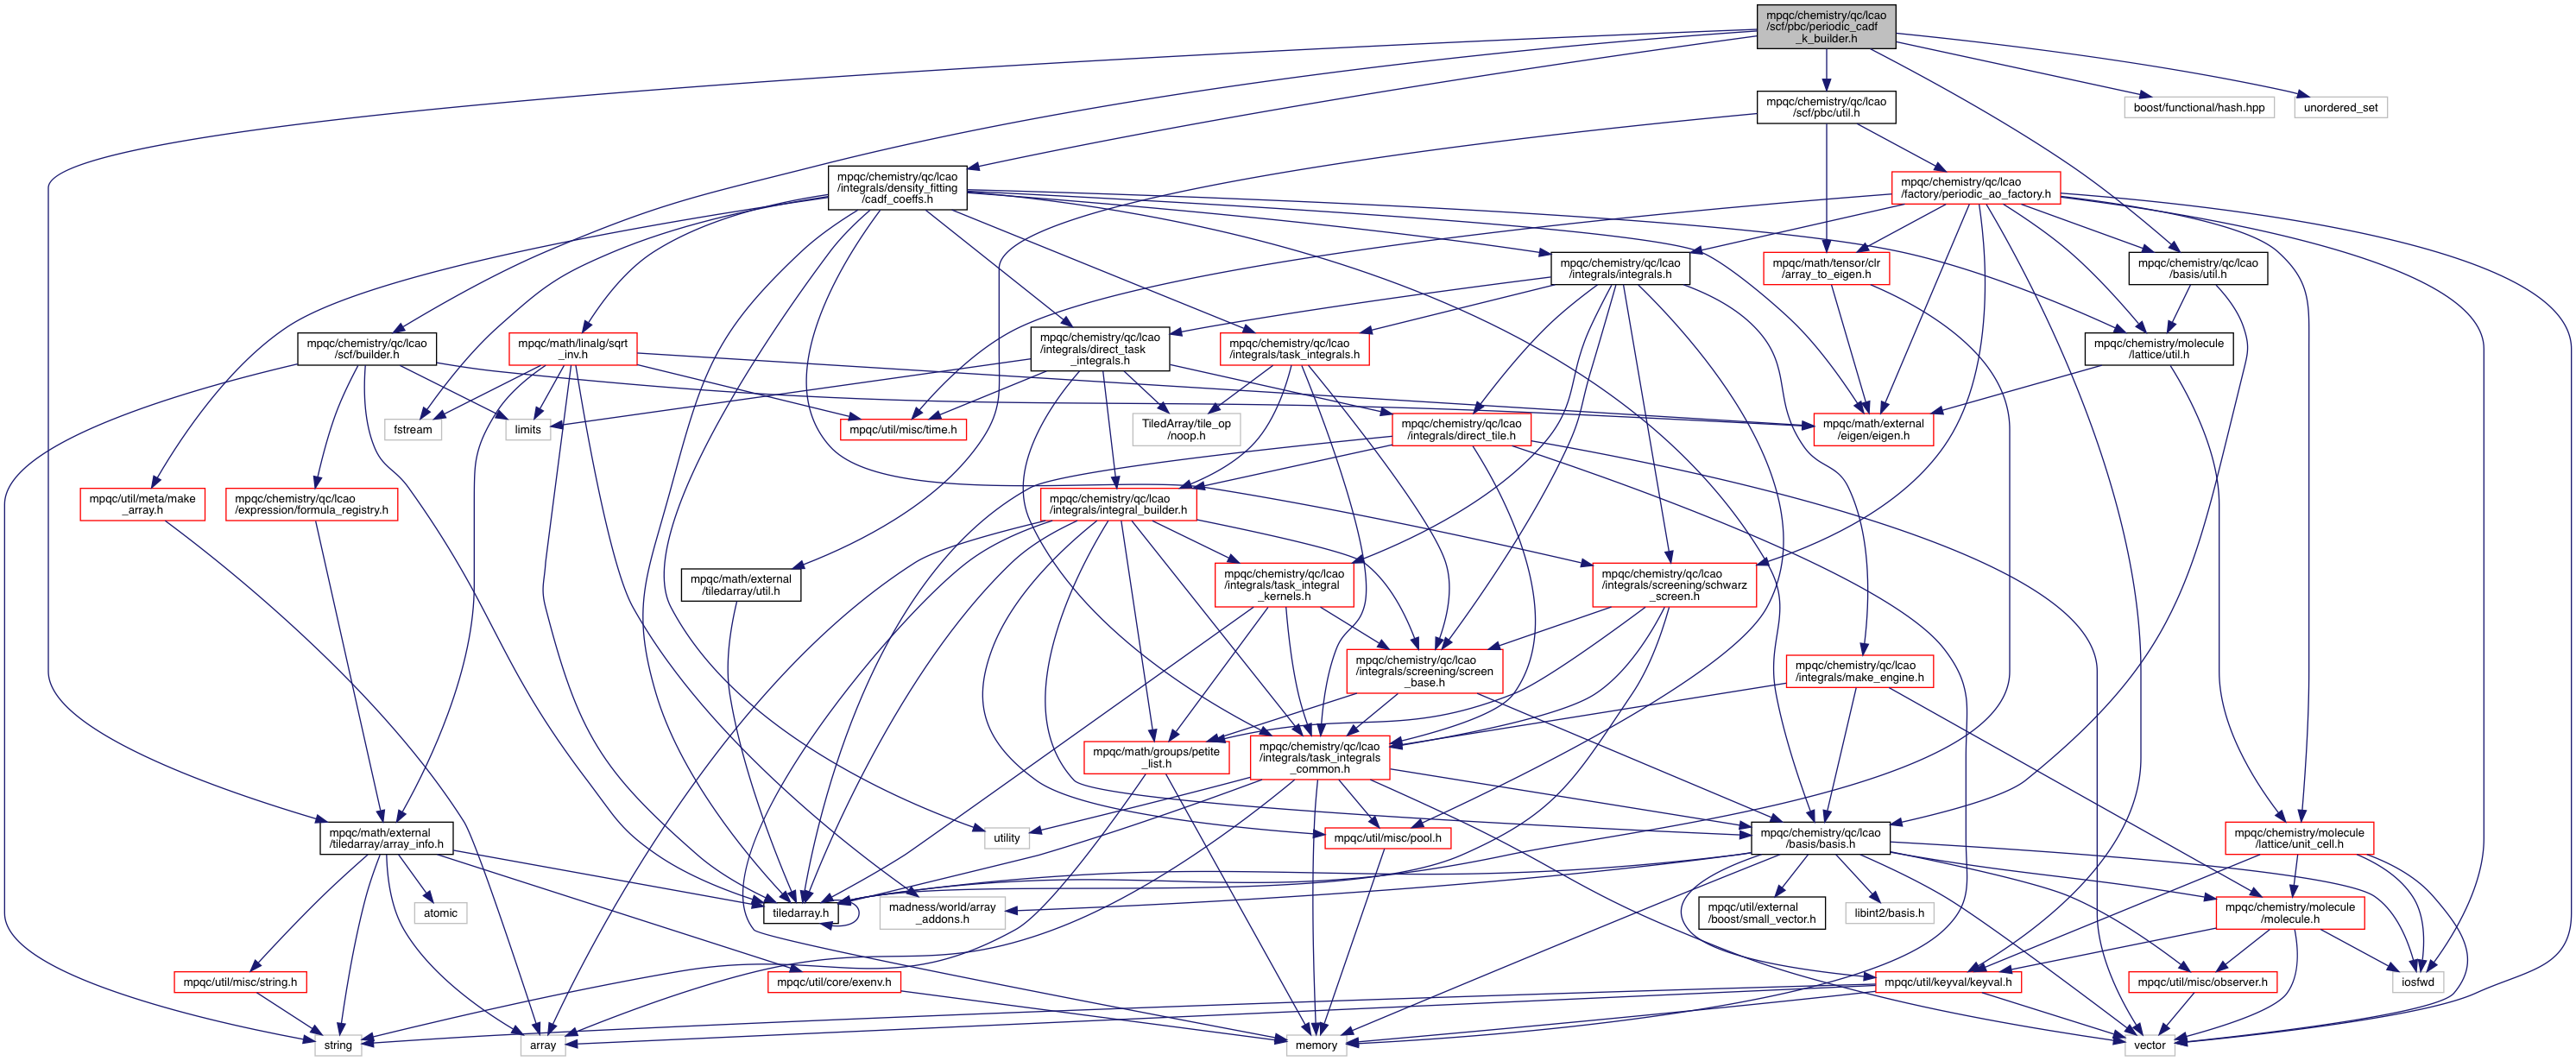 mpqc/chemistry/qc/lcao
/scf/pbc/periodic_cadf
_k_builder.h
mpqc/chemistry/qc/lcao
/scf/pbc/util.h
boost/functional/hash.hpp
unordered_set
mpqc/chemistry/qc/lcao
/integrals/density_fitting
/cadf_coeffs.h
mpqc/chemistry/qc/lcao
/factory/periodic_ao_factory.h
mpqc/chemistry/qc/lcao
/integrals/integrals.h
mpqc/math/tensor/clr
/array_to_eigen.h
mpqc/chemistry/qc/lcao
/basis/util.h
mpqc/chemistry/qc/lcao
/scf/builder.h
mpqc/math/linalg/sqrt
_inv.h
mpqc/chemistry/qc/lcao
/integrals/direct_task
_integrals.h
mpqc/chemistry/qc/lcao
/integrals/task_integrals.h
mpqc/chemistry/molecule
/lattice/util.h
fstream
limits
mpqc/util/misc/time.h
TiledArray/tile_op
/noop.h
mpqc/chemistry/qc/lcao
/integrals/direct_tile.h
mpqc/math/external
/eigen/eigen.h
mpqc/util/meta/make
_array.h
mpqc/chemistry/qc/lcao
/expression/formula_registry.h
mpqc/chemistry/qc/lcao
/integrals/integral_builder.h
mpqc/math/external
/tiledarray/util.h
mpqc/chemistry/qc/lcao
/integrals/task_integral
_kernels.h
mpqc/chemistry/qc/lcao
/integrals/screening/schwarz
_screen.h
mpqc/chemistry/qc/lcao
/integrals/screening/screen
_base.h
mpqc/chemistry/qc/lcao
/integrals/make_engine.h
mpqc/math/groups/petite
_list.h
mpqc/chemistry/qc/lcao
/integrals/task_integrals
_common.h
mpqc/math/external
/tiledarray/array_info.h
utility
mpqc/util/misc/pool.h
mpqc/chemistry/qc/lcao
/basis/basis.h
mpqc/chemistry/molecule
/lattice/unit_cell.h
atomic
tiledarray.h
madness/world/array
_addons.h
mpqc/util/external
/boost/small_vector.h
libint2/basis.h
mpqc/chemistry/molecule
/molecule.h
mpqc/util/misc/string.h
mpqc/util/core/exenv.h
mpqc/util/keyval/keyval.h
mpqc/util/misc/observer.h
iosfwd
string
array
memory
vector